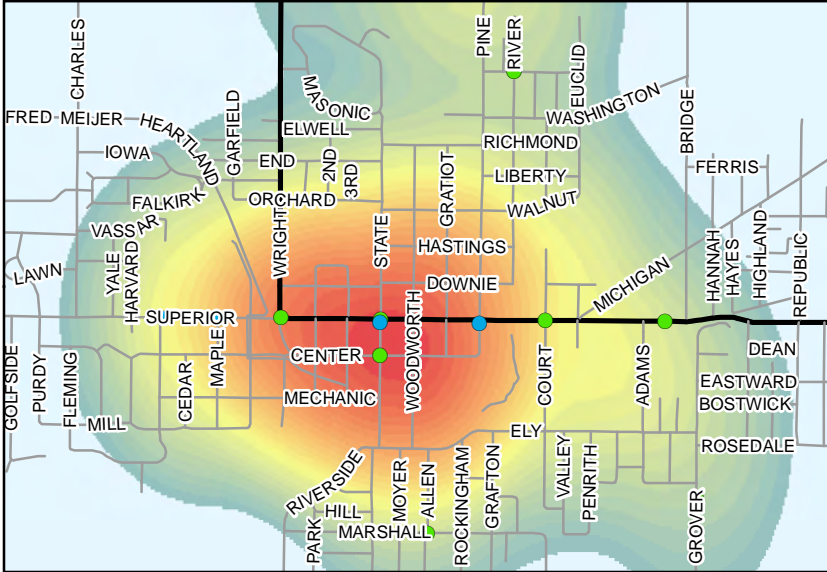 CHARLES
PINE
RIVER
EUCLID
MASONIC
WASHINGTON
BRIDGE
FRED MEIJER HEARTLAND
GARFIELD
ELWELL
RICHMOND
IOWA
END
2ND
3RD
GRATIOT
LIBERTY
FERRIS
FALKIRK
ORCHARD
WALNUT
VASSAR
WRIGHT
STATE
HASTINGS
LAWN
YALE
HARVARD
DOWNIE
MICHIGAN
HANNAH
HAYES
HIGHLAND
REPUBLIC
SUPERIOR
WOODWORTH
GOLFSIDE
PURDY
FLEMING
MAPLE
CEDAR
CENTER
COURT
ADAMS
DEAN
EASTWARD
MECHANIC
BOSTWICK
MILL
ELY
ROSEDALE
RIVERSIDE
MOYER
ALLEN
ROCKINGHAM
GRAFTON
VALLEY
PENRITH
GROVER
HILL
PARK
MARSHALL